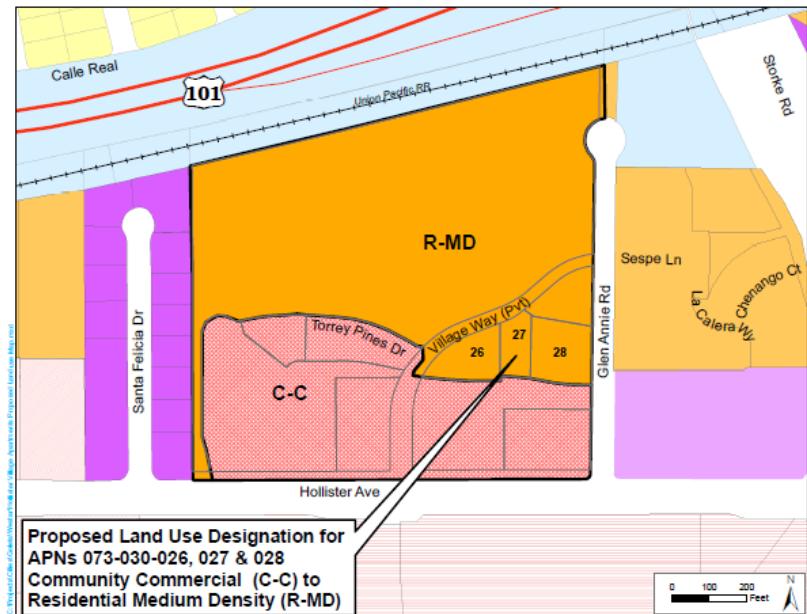 Calle Real
101
Union Pacific RR
Storke Rd
R-MD
Sespe Ln
Chenango Ct
La Calera Wy
Glen Annie Rd
Village Way (Pvt)
Torrey Pines Dr
26
27
28
Santa Felicia Dr
C-C
Hollister Ave
Proposed Land Use Designation for
APNs 073-030-026, 027 & 028
Community Commercial (C-C) to
Residential Medium Density (R-MD)
N
0 100 200
Feet